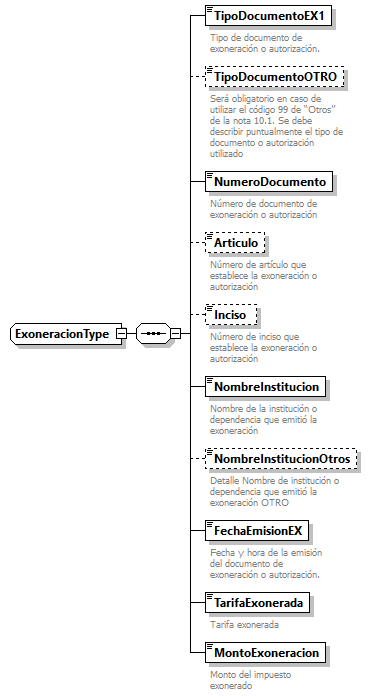 TipoDocumentoEX1
Tipo de documento de
exoneración o autorización.
TipoDocumentoOTRO
Será obligatorio en caso de
utilizar el código 99 de “Otros”
de la nota 10.1. Se debe
describir puntualmente el tipo de
documento o autorización
utilizado
NumeroDocumento
Número de documento de
exoneración o autorización
Articulo
Número de artículo que
establece la exoneración o
autorización
Inciso
Número de inciso que
establece la exoneración o
autorización
ExoneracionType
NombreInstitucion
Nombre de la institución o
dependencia que emitió la
exoneración
NombreInstitucionOtros
Detalle Nombre de institución o
dependencia que emitió la
exoneración OTRO
FechaEmisionEX
Fecha y hora de la emisión
del documento de
exoneración o autorización.
TarifaExonerada
Tarifa exonerada
MontoExoneracion
Monto del impuesto
exonerado